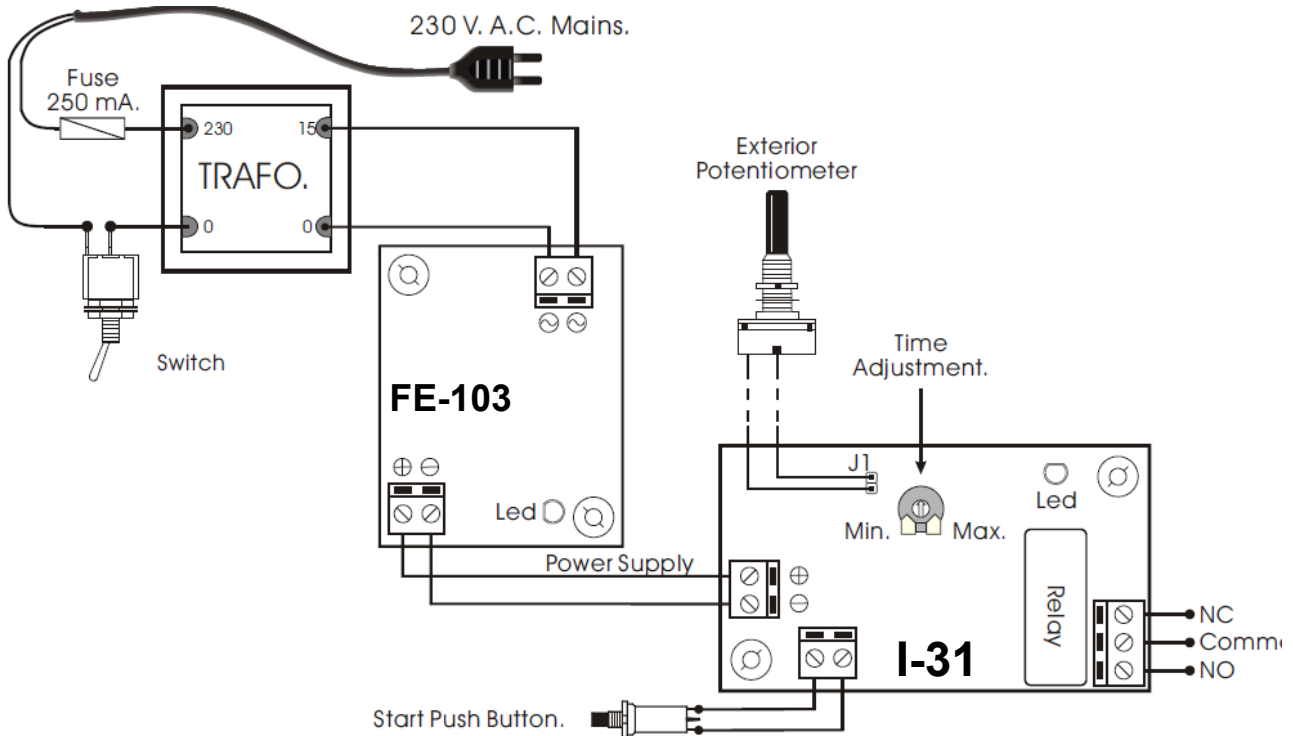 230 V. A.C. Mains.
Fuse
250 mA.
230
15
TRAFO.
0
0
Switch
Exterior
Potentiometer
Time
Adjustment.
FE-103
J1
Led
Min.
Max.
Led
Power Supply
Relay
NC
Comm
NO
I-31
Start Push Button.